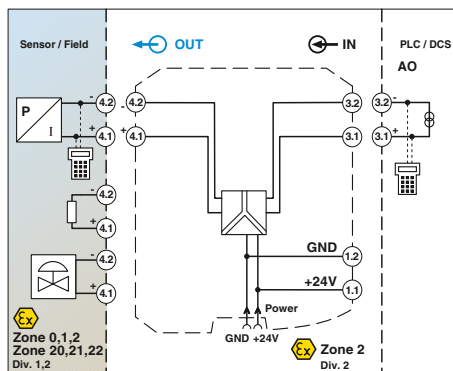 Sensor / Field
OUT
IN
PLC / DCS
AO
P
I
-
4.2
+
4.1
-
4.2
+
4.1
3.2
3.1
3.2
-
3.1
+
-
4.2
+
4.1
-
4.2
+
4.1
GND
1.2
+24V
1.1
Power
GND +24V
Ex
Zone 0,1,2
Zone 20,21,22
Div. 1,2
Ex
Zone 2
Div. 2